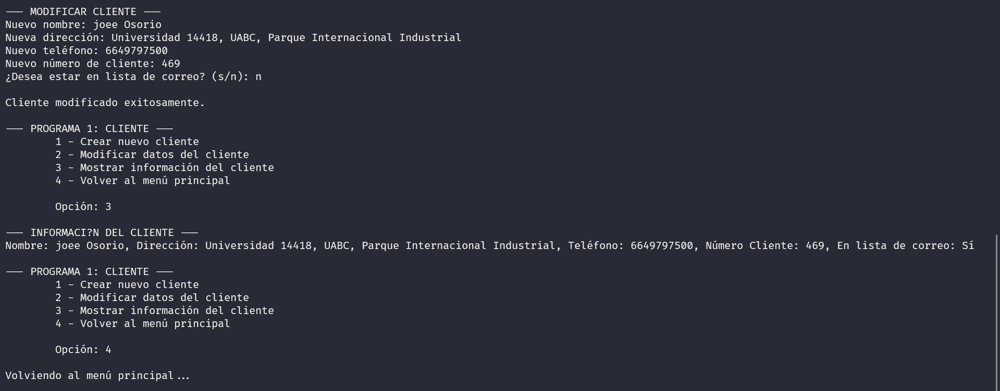 --- MODIFICAR CLIENTE ---
Nuevo nombre: joee Osorio
Nueva dirección: Universidad 14418, UABC, Parque Internacional Industrial
Nuevo teléfono: 6649797500
Nuevo número de cliente: 469
¿Desea estar en lista de correo? (s/n): n
Cliente modificado exitosamente.
--- PROGRAMA 1: CLIENTE ---
1 - Crear nuevo cliente
2 - Modificar datos del cliente
3 - Mostrar información del cliente
4 - Volver al menú principal
Opción: 3
--- INFORMACI?N DEL CLIENTE ---
Nombre: joee Osorio, Dirección: Universidad 14418, UABC, Parque Internacional Industrial, Teléfono: 6649797500, Número Cliente: 469, En lista de correo: Sí
--- PROGRAMA 1: CLIENTE ---
1 - Crear nuevo cliente
2 - Modificar datos del cliente
3 - Mostrar información del cliente
4 - Volver al menú principal
Opción: 4
Volviendo al menú principal...